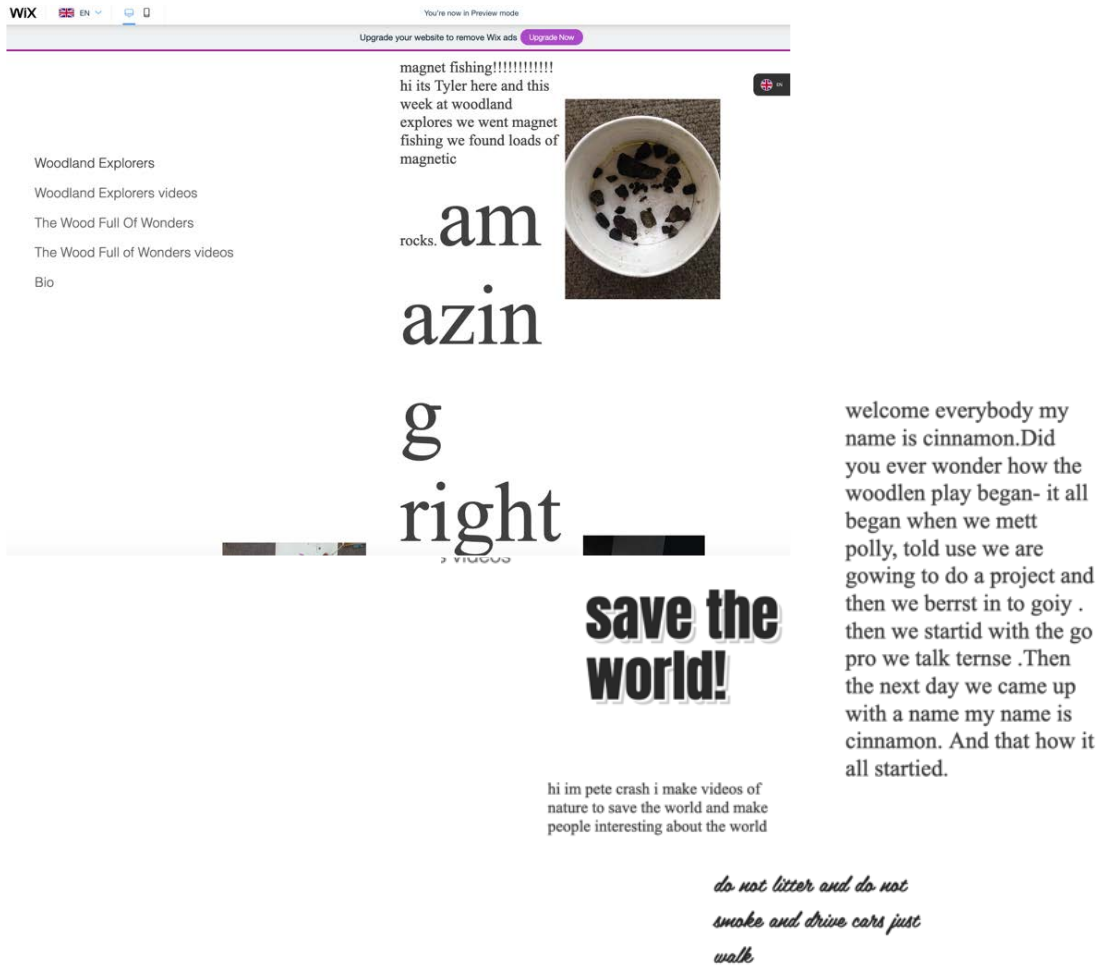 WiX EN You're now in Preview mode
Upgrade your website to remove Wix ads Upgrade Now
EN
Woodland Explorers
Woodland Explorers videos
The Wood Full Of Wonders
The Wood Full of Wonders videos
Bio
magnet fishing!!!!!!!!!!!!
hi its Tyler here and this
week at woodland
explores we went magnet
fishing we found loads of
magnetic
rocks. am
azin
g
right
videos
save the
world!
hi im pete crash i make videos of
nature to save the world and make
people interesting about the world
do not litter and do not
smoke and drive cars just
walk
welcome everybody my
name is cinnamon.Did
you ever wonder how the
woodlen play began- it all
began when we mett
polly, told use we are
gowing to do a project and
then we berrst in to goiy .
then we startid with the go
pro we talk ternse .Then
the next day we came up
with a name my name is
cinnamon. And that how it
all startied.